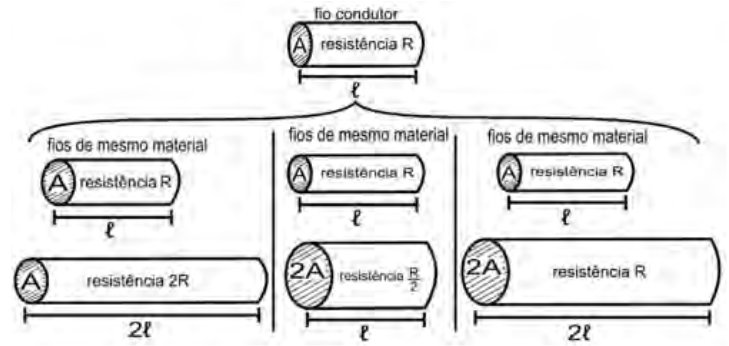 fio condutor
A resistência R
ℓ
fios de mesmo material
A resistência R
ℓ
A resistência 2R
2ℓ
fios de mesmo material
A resistência R
ℓ
2A resistência R/2
ℓ
fios de mesmo material
A resistência R
ℓ
2A resistência R
2ℓ